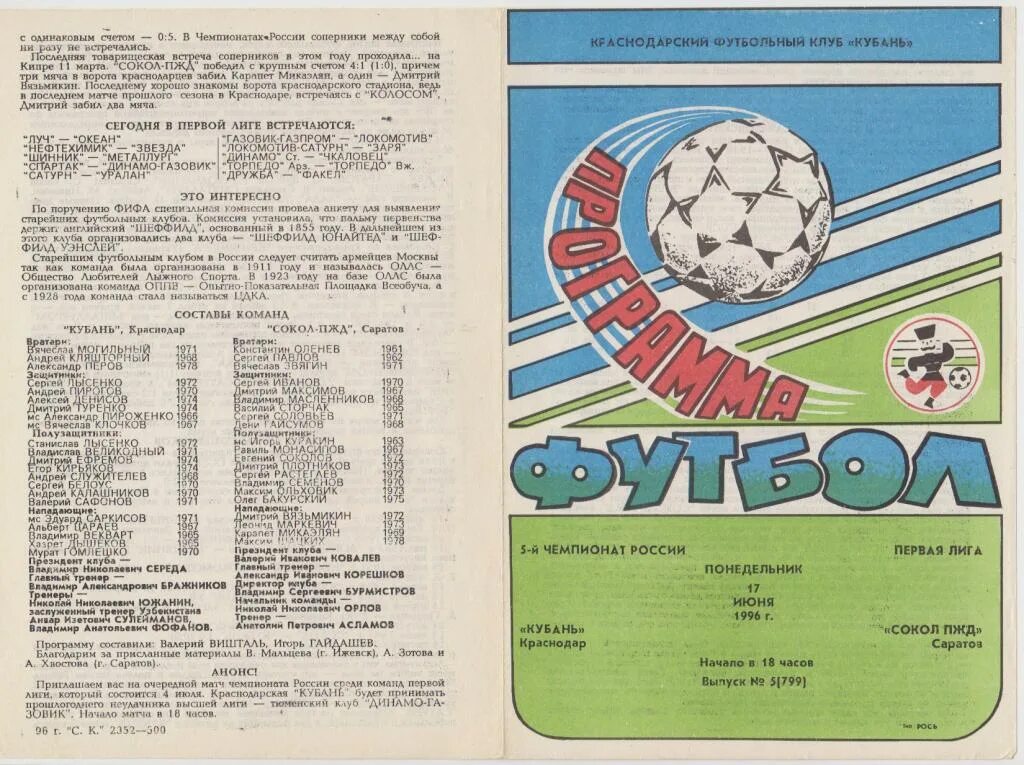 с одинаковым счетом — 0:5. В Чемпионатах России соперники между собой
ни разу не встречались.
Последняя товарищеская встреча соперников в этом году проходила... на
Кипре 11 марта. "СОКОЛ-ПЖД" победил с крупным счетом 4:1 (1:0), причем
три мяча в ворота краснодарцев забил Карапет Микаэлян, а один — Дмитрий
Вязьмикин. Последнему хорошо знакомы ворота краснодарского стадиона, ведь
в последнем матче прошлого сезона в Краснодаре, встречаясь с "КОЛОСОМ",
Дмитрий забил два мяча.
СЕГОДНЯ В ПЕРВОЙ ЛИГЕ ВСТРЕЧАЮТСЯ:
"ЛУЧ" — "ОКЕАН"
"НЕФТЕХИМИК" — "ЗВЕЗДА"
"ШИННИК" — "МЕТАЛЛУРГ"
"СПАРТАК" — "ДИНАМО-ГАЗОВИК"
"САТУРН" — "УРАЛАН"
"ГАЗОВИК-ГАЗПРОМ" — "ЛОКОМОТИВ"
"ЛОКОМОТИВ-САТУРН" — "ЗАРЯ"
"ДИНАМО" Ст. — "ЧКАЛОВЕЦ"
"ТОРПЕДО" Арз. — "ТОРПЕДО" Вж.
"ДРУЖБА" — "ФАКЕЛ"
ЭТО ИНТЕРЕСНО
По поручению ФИФА специальная комиссия провела анкету для выявления
старейших футбольных клубов. Комиссия установила, что пальму первенства
держит английский "ШЕФФИЛД", основанный в 1855 году. В дальнейшем из
этого клуба организовались два клуба — "ШЕФФИЛД ЮНАЙТЕД" и "ШЕФ-
ФИЛД УЭНСЛЕЙ".
Старейшим футбольным клубом в России следует считать армейцев Москвы
так как команда была организована в 1911 году и называлась ОЛЛС —
Общество Любителей Лыжного Спорта. В 1923 году на базе ОЛЛС была
организована команда ОППВ — Опытно-Показательная Площадка Всеобуча, а
с 1928 года команда стала называться ЦДКА.
СОСТАВЫ КОМАНД
"КУБАНЬ", Краснодар
Вратари:
Вячеслав МОГИЛЬНЫЙ 1971
Андрей КЛЯШТОРНЫЙ 1968
Александр ПЕРОВ 1978
Защитники:
Сергей ЛЫСЕНКО 1972
Андрей ПИРОГОВ 1970
Алексей ДЕНИСОВ 1974
Дмитрий ТУРЕНКО 1974
мс Александр ПИРОЖЕНКО 1966
мс Вячеслав КЛОЧКОВ 1967
Полузащитники:
Станислав ЛЫСЕНКО 1972
Владислав ВЕЛИКОДНЫЙ 1971
Дмитрий ЕФРЕМОВ 1974
Егор КИРЬЯКОВ 1974
Андрей СЛУЖИТЕЛЕВ 1968
Сергей БЕЛОУС 1970
Андрей КАЛАШНИКОВ 1970
Валерий САФОНОВ 1971
Нападающие:
мс Эдуард САРКИСОВ 1971
Альберт ЦАРАЕВ 1967
Владимир ВЕКВАРТ 1965
Хазрет ДЫШЕКОВ 1965
Мурат ГОМЛЕШКО 1970
Президент клуба —
Владимир Николаевич СЕРЕДА
Главный тренер —
Владимир Александрович БРАЖНИКОВ
Тренеры —
Николай Николаевич ЮЖАНИН,
заслуженный тренер Узбекистана
Анвар Изетович СУЛЕЙМАНОВ,
Владимир Анатольевич ФОФАНОВ.
"СОКОЛ-ПЖД", Саратов
Вратари:
Константин ОЛЕНЕВ 1961
Сергей ПАВЛОВ 1962
Вячеслав ЗВЯГИН 1971
Защитники:
Сергей ИВАНОВ 1970
Дмитрий МАКСИМОВ 1967
Владимир МАСЛЕННИКОВ 1968
Василий СТОРЧАК 1965
Сергей СОЛОВЬЕВ 1971
Дени ГАЙСУМОВ 1968
Полузащитники:
мс Игорь КУРАКИН 1963
Равиль МОНАСИПОВ 1967
Евгений СОКОЛОВ 1972
Дмитрий ПЛОТНИКОВ 1973
Сергей РАСТЕГАЕВ 1972
Владимир СЕМЕНОВ 1970
Максим ОЛЬХОВИК 1973
Олег БАКУРСКИЙ 1975
Нападающие:
Дмитрий ВЯЗЬМИКИН 1972
Леонид МАРКЕВИЧ 1973
Карапет МИКАЭЛЯН 1969
Максим ШАЦКИХ 1978
Президент клуба —
Валерий Иванович КОВАЛЕВ
Главный тренер —
Александр Иванович КОРЕШКОВ
Директор клуба —
Владимир Сергеевич БУРМИСТРОВ
Начальник команды —
Николай Николаевич ОРЛОВ
Тренер —
Анатолий Петрович АСЛАМОВ
Программу составили: Валерий ВИШТАЛЬ, Игорь ГАЙДАШЕВ.
Благодарим за присланные материалы В. Мальцева (г. Ижевск), А. Зотова и
А. Хвостова (г. Саратов).
АНОНС!
Приглашаем вас на очередной матч чемпионата России среди команд первой
лиги, который состоится 4 июля. Краснодарская "КУБАНЬ" будет принимать
прошлогоднего неудачника высшей лиги — тюменский клуб "ДИНАМО-ГА-
ЗОВИК". Начало матча в 18 часов.
96 г. "С. К." 2352—500
КРАСНОДАРСКИЙ ФУТБОЛЬНЫЙ КЛУБ «КУБАНЬ»
ПРОГРАММА
ФУТБОЛ
5-й ЧЕМПИОНАТ РОССИИ
ПЕРВАЯ ЛИГА
ПОНЕДЕЛЬНИК
17
ИЮНЯ
1996 г.
«КУБАНЬ»
Краснодар
«СОКОЛ ПЖД»
Саратов
Начало в 18 часов
Выпуск № 5(799)
РОСЬ